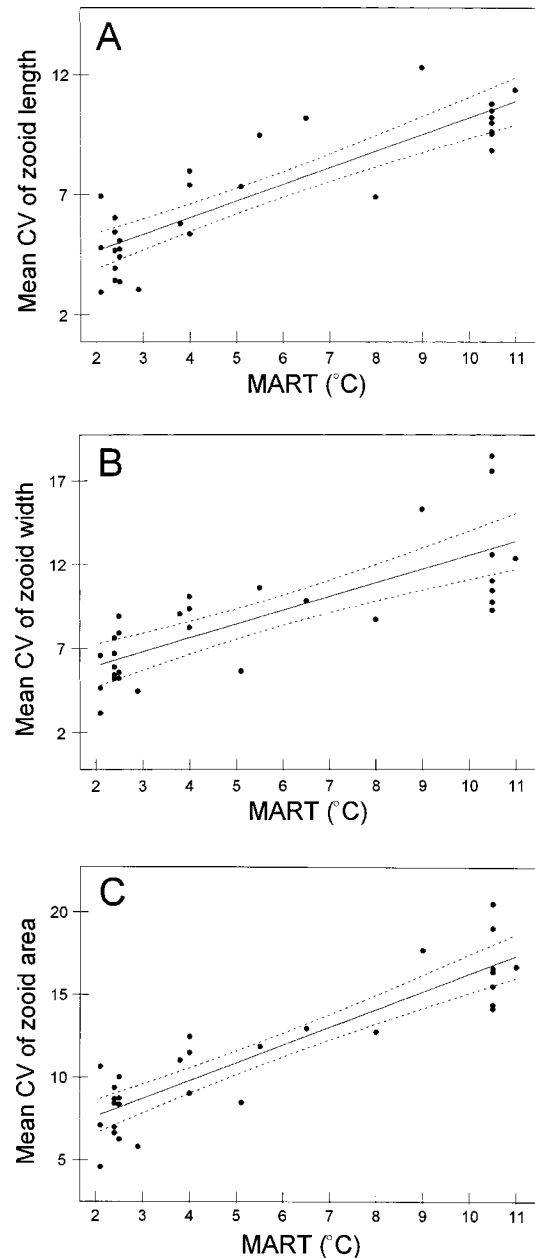 A
Mean CV of zooid length
12
7
2
2 3 4 5 6 7 8 9 10 11
MART (°C)
B
Mean CV of zooid width
17
12
7
2
2 3 4 5 6 7 8 9 10 11
MART (°C)
C
Mean CV of zooid area
20
15
10
5
2 3 4 5 6 7 8 9 10 11
MART (°C)